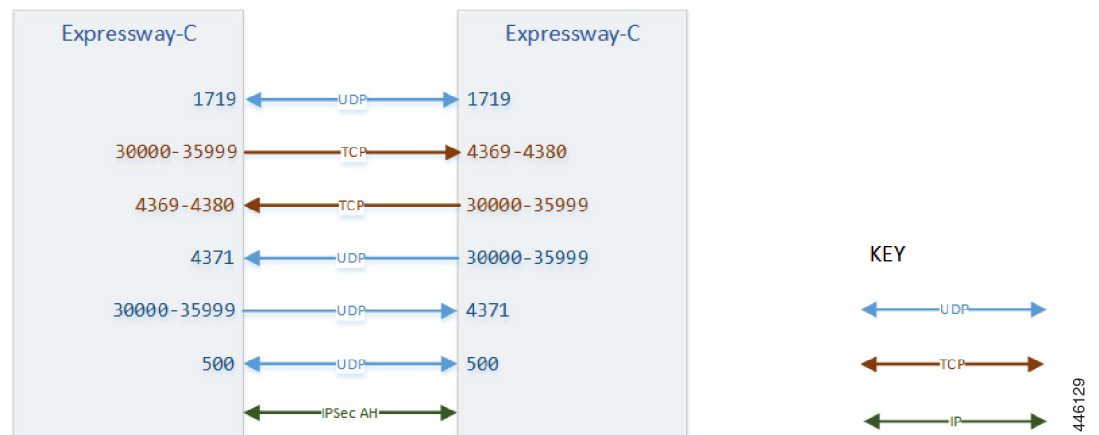 Expressway-C Expressway-C
1719 UDP 1719
30000-35999 TCP 4369-4380
4369-4380 TCP 30000-35999
4371 UDP 30000-35999
30000-35999 UDP 4371
500 UDP 500
IPSec AH
KEY
UDP
TCP
IP
446129